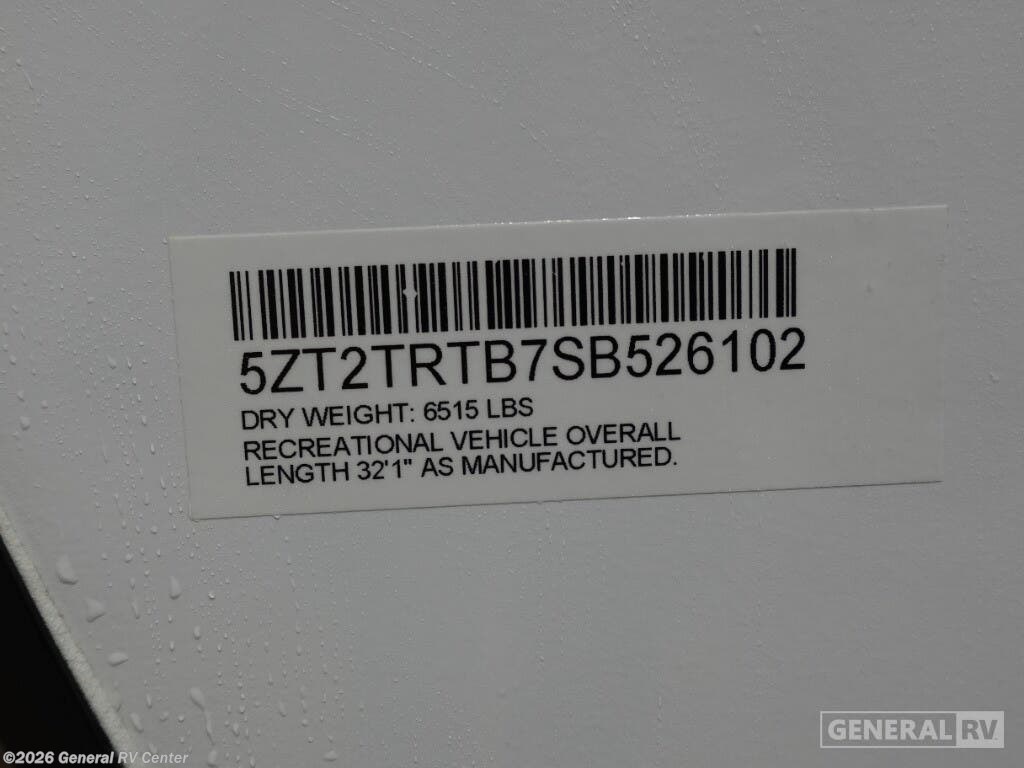 5ZT2TRTB7SB526102
DRY WEIGHT: 6515 LBS
RECREATIONAL VEHICLE OVERALL
LENGTH 32'1" AS MANUFACTURED.
GENERAL RV
©2026 General RV Center